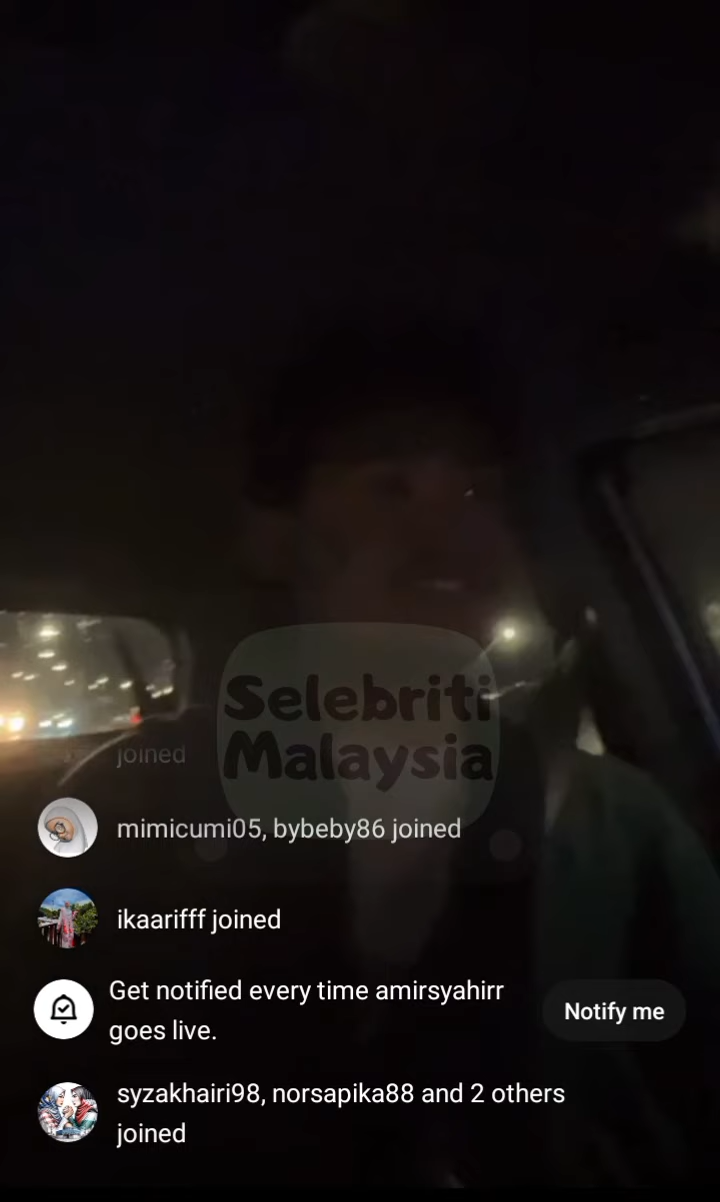 Selebriti
Malaysia
joined
mimicumi05, bybeby86 joined
ikaarifff joined
Get notified every time amirsyahirr
goes live.
Notify me
syzakhairi98, norsapika88 and 2 others
joined